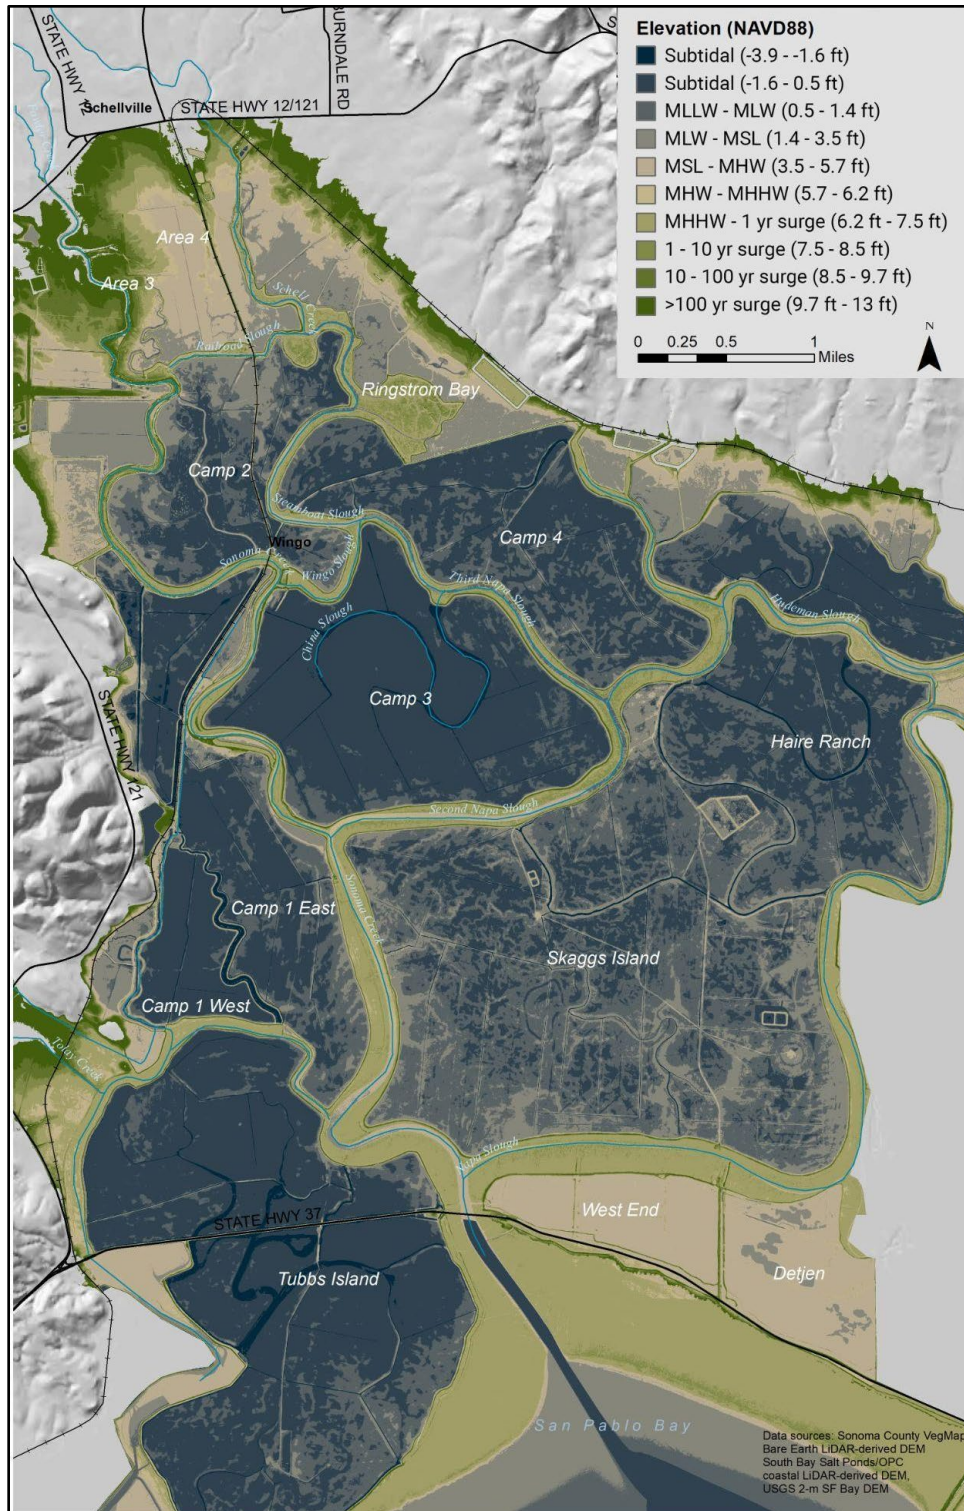 Elevation (NAVD88)
Subtidal (-3.9 - -1.6 ft)
Subtidal (-1.6 - 0.5 ft)
MLLW - MLW (0.5 - 1.4 ft)
MLW - MSL (1.4 - 3.5 ft)
MSL - MHW (3.5 - 5.7 ft)
MHW - MHHW (5.7 - 6.2 ft)
MHHW - 1 yr surge (6.2 ft - 7.5 ft)
1 - 10 yr surge (7.5 - 8.5 ft)
10 - 100 yr surge (8.5 - 9.7 ft)
>100 yr surge (9.7 ft - 13 ft)
N
0 0.25 0.5 1
Miles
BURNDALE RD
STATE HWY 12
Schellville
STATE HWY 12/121
Area 4
Area 3
Schell Creek
Railroad Slough
Ringstrom Bay
Camp 2
Steamboat Slough
Camp 4
Wingo
Sonoma Creek
Wingo Slough
Third Napa Slough
Hudeman Slough
China Slough
Camp 3
STATE HWY 121
Haire Ranch
Second Napa Slough
Sonoma Creek
Camp 1 East
Skaggs Island
Camp 1 West
Tolay Creek
Napa Slough
West End
STATE HWY 37
Detjen
Tubbs Island
San Pablo Bay
Data sources: Sonoma County VegMap
Bare Earth LiDAR-derived DEM
South Bay Salt Ponds/OPC
coastal LiDAR-derived DEM,
USGS 2-m SF Bay DEM